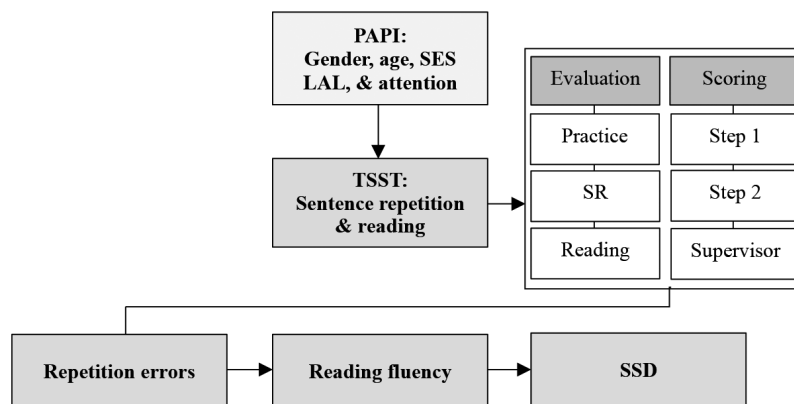 PAPI:
Gender, age, SES
LAL, & attention
TSST:
Sentence repetition
& reading
Evaluation
Practice
SR
Reading
Scoring
Step 1
Step 2
Supervisor
Repetition errors
Reading fluency
SSD